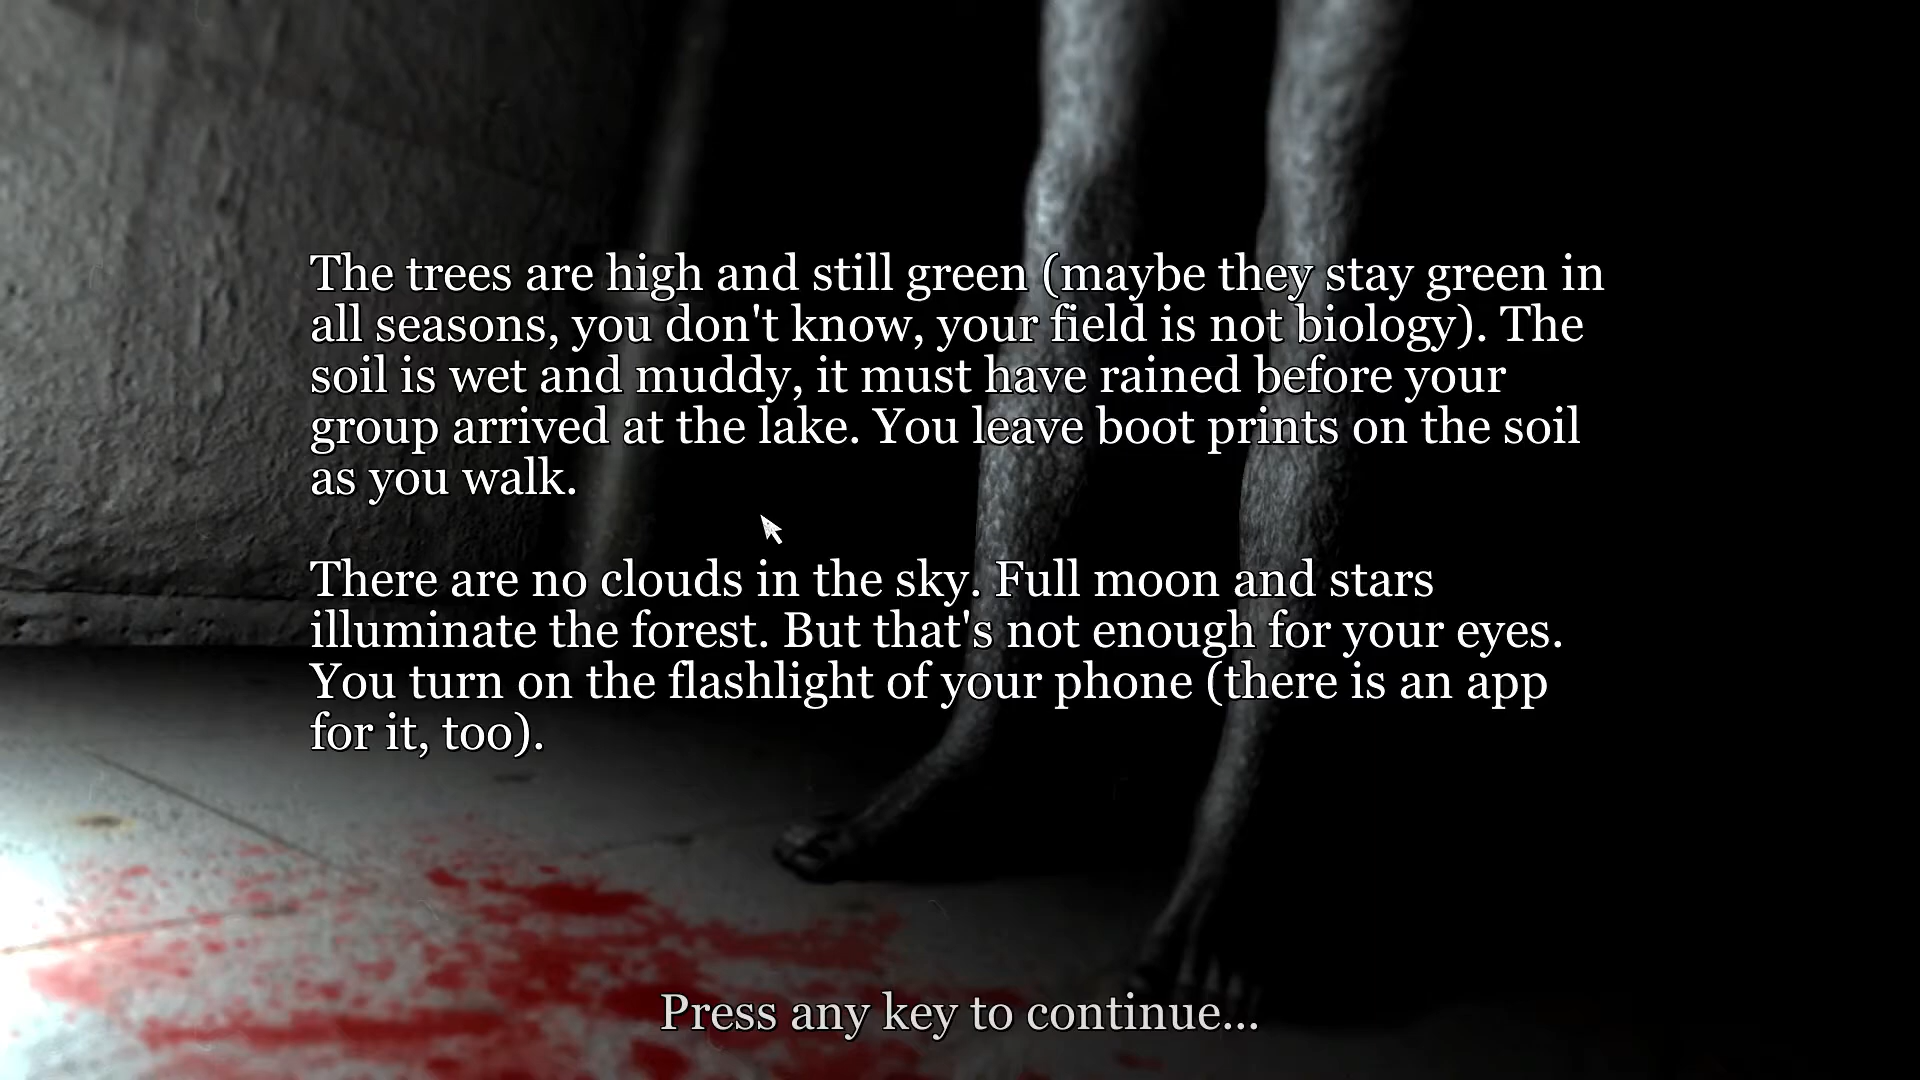 The trees are high and still green (maybe they stay green in
all seasons, you don't know, your field is not biology). The
soil is wet and muddy, it must have rained before your
group arrived at the lake. You leave boot prints on the soil
as you walk.
There are no clouds in the sky. Full moon and stars
illuminate the forest. But that's not enough for your eyes.
You turn on the flashlight of your phone (there is an app
for it, too).
Press any key to continue...